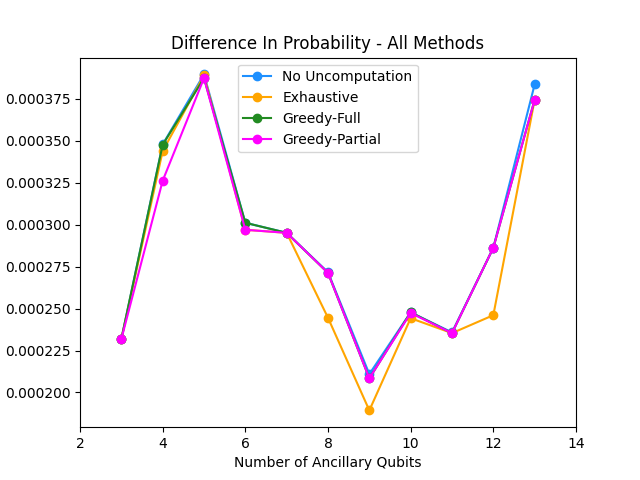 Difference In Probability - All Methods
No Uncomputation
Exhaustive
Greedy-Full
Greedy-Partial
0.000375
0.000350
0.000325
0.000300
0.000275
0.000250
0.000225
0.000200
2 4 6 8 10 12 14
Number of Ancillary Qubits